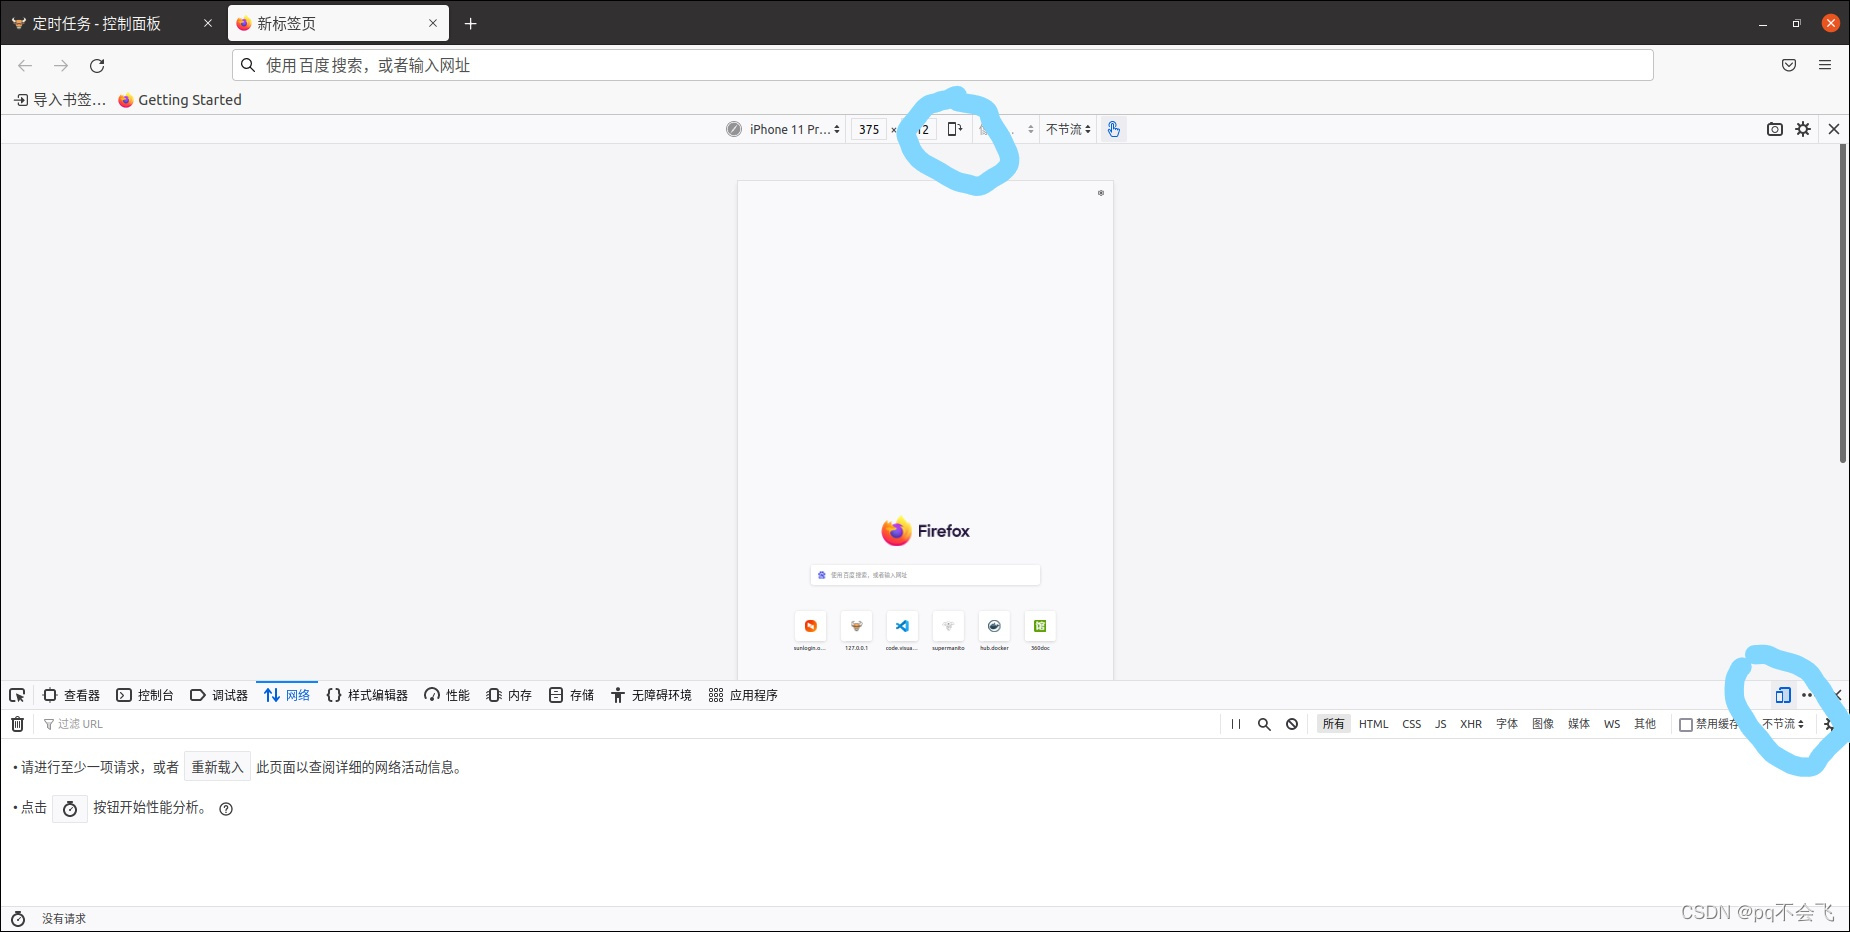 定时任务 - 控制面板
新标签页
使用百度搜索，或者输入网址
导入书签…
Getting Started
iPhone 11 Pr... 375 × 12 不节流
Firefox
使用百度搜索，或者输入网址
sunlogin.o... 127.0.0.1 code.visua... supermanito hub.docker 360doc
查看器 控制台 调试器 网络 样式编辑器 性能 内存 存储 无障碍环境 应用程序
过滤 URL
所有 HTML CSS JS XHR 字体 图像 媒体 WS 其他 禁用缓存 不节流
• 请进行至少一项请求，或者 重新载入 此页面以查阅详细的网络活动信息。
• 点击 按钮开始性能分析。
没有请求
CSDN @pq不会飞